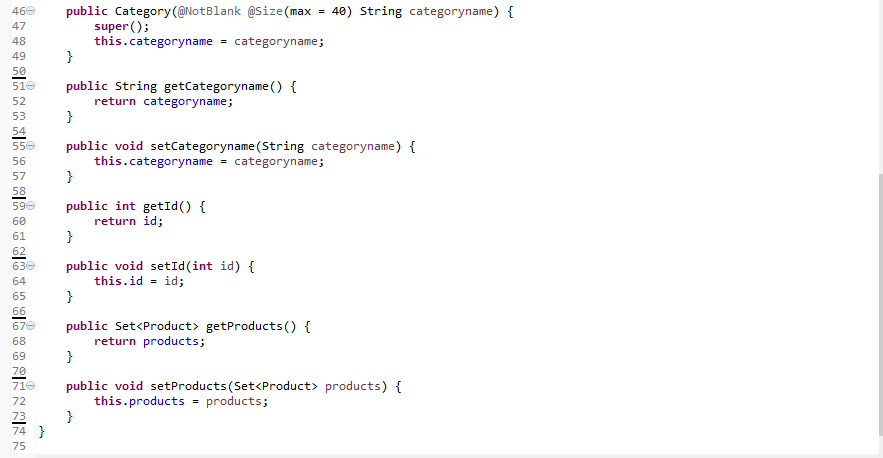 46    public Category(@NotBlank @Size(max = 40) String categoryname) {
47        super();
48        this.categoryname = categoryname;
49    }
50
51    public String getCategoryname() {
52        return categoryname;
53    }
54
55    public void setCategoryname(String categoryname) {
56        this.categoryname = categoryname;
57    }
58
59    public int getId() {
60        return id;
61    }
62
63    public void setId(int id) {
64        this.id = id;
65    }
66
67    public Set<Product> getProducts() {
68        return products;
69    }
70
71    public void setProducts(Set<Product> products) {
72        this.products = products;
73    }
74 }
75